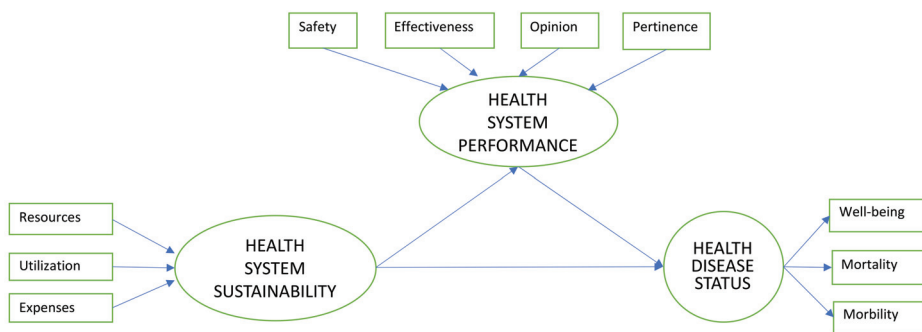 Safety
Effectiveness
Opinion
Pertinence
HEALTH
SYSTEM
PERFORMANCE
Resources
Utilization
Expenses
HEALTH
SYSTEM
SUSTAINABILITY
HEALTH
DISEASE
STATUS
Well-being
Mortality
Morbility